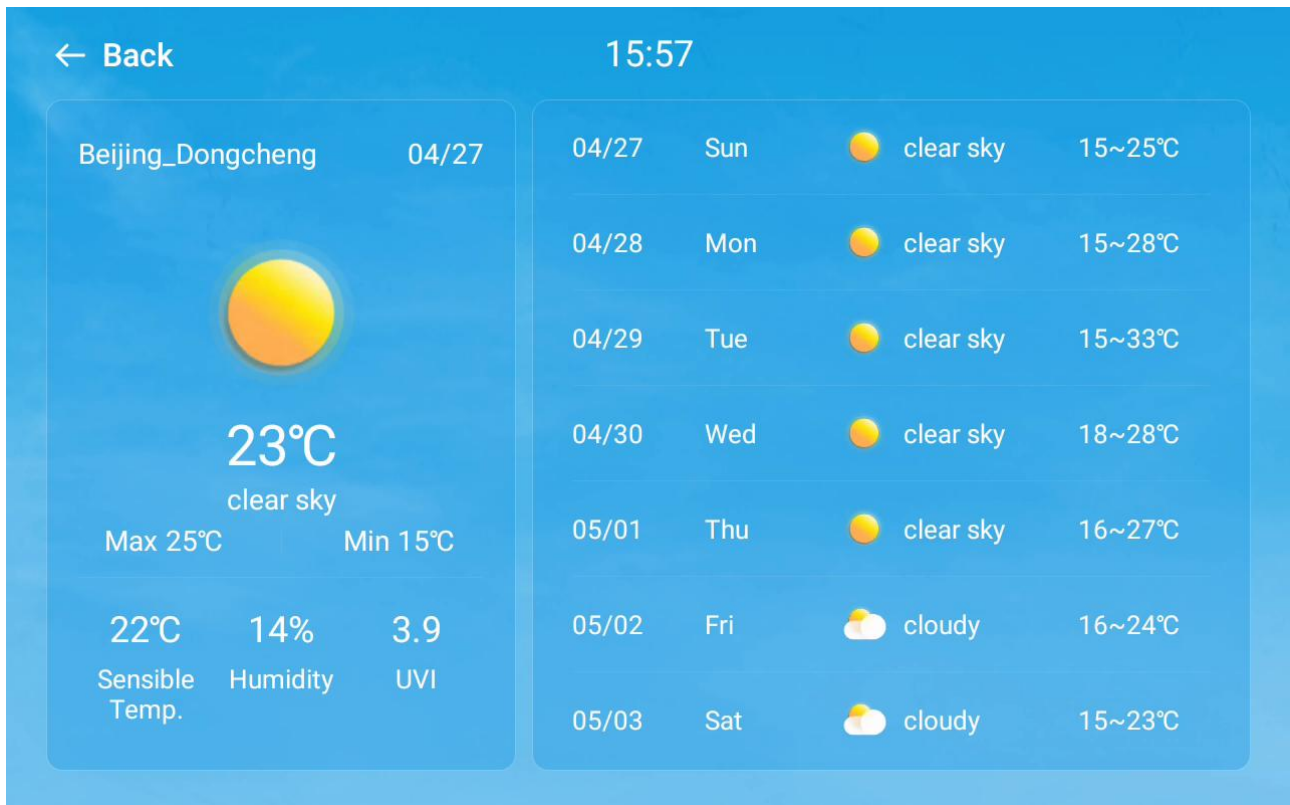 ← Back
15:57
Beijing_Dongcheng 04/27
23℃
clear sky
Max 25℃ Min 15℃
22℃ 14% 3.9
Sensible Humidity UVI
Temp.
04/27 Sun clear sky 15~25℃
04/28 Mon clear sky 15~28℃
04/29 Tue clear sky 15~33℃
04/30 Wed clear sky 18~28℃
05/01 Thu clear sky 16~27℃
05/02 Fri cloudy 16~24℃
05/03 Sat cloudy 15~23℃